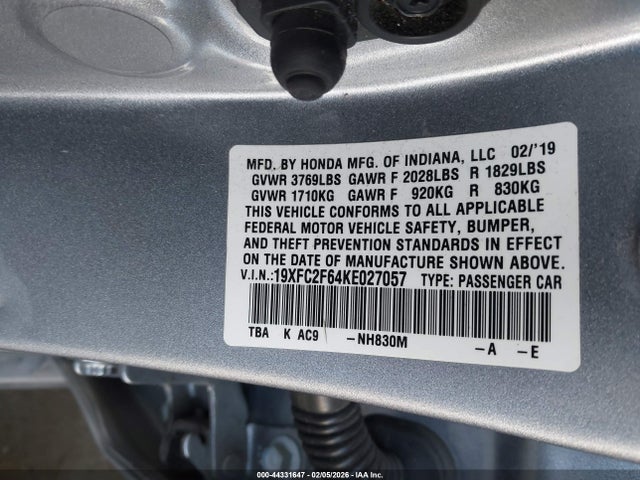 MFD. BY HONDA MFG. OF INDIANA, LLC 02/'19
GVWR 3769LBS GAWR F 2028LBS R 1829LBS
GVWR 1710KG GAWR F 920KG R 830KG
THIS VEHICLE CONFORMS TO ALL APPLICABLE
FEDERAL MOTOR VEHICLE SAFETY, BUMPER,
AND THEFT PREVENTION STANDARDS IN EFFECT
ON THE DATE OF MANUFACTURE SHOWN ABOVE.
V.I.N.:19XFC2F64KE027057 TYPE: PASSENGER CAR
TBA K AC9 -NH830M -A -E
000-44331647 - 02/05/2026 - IAA Inc.